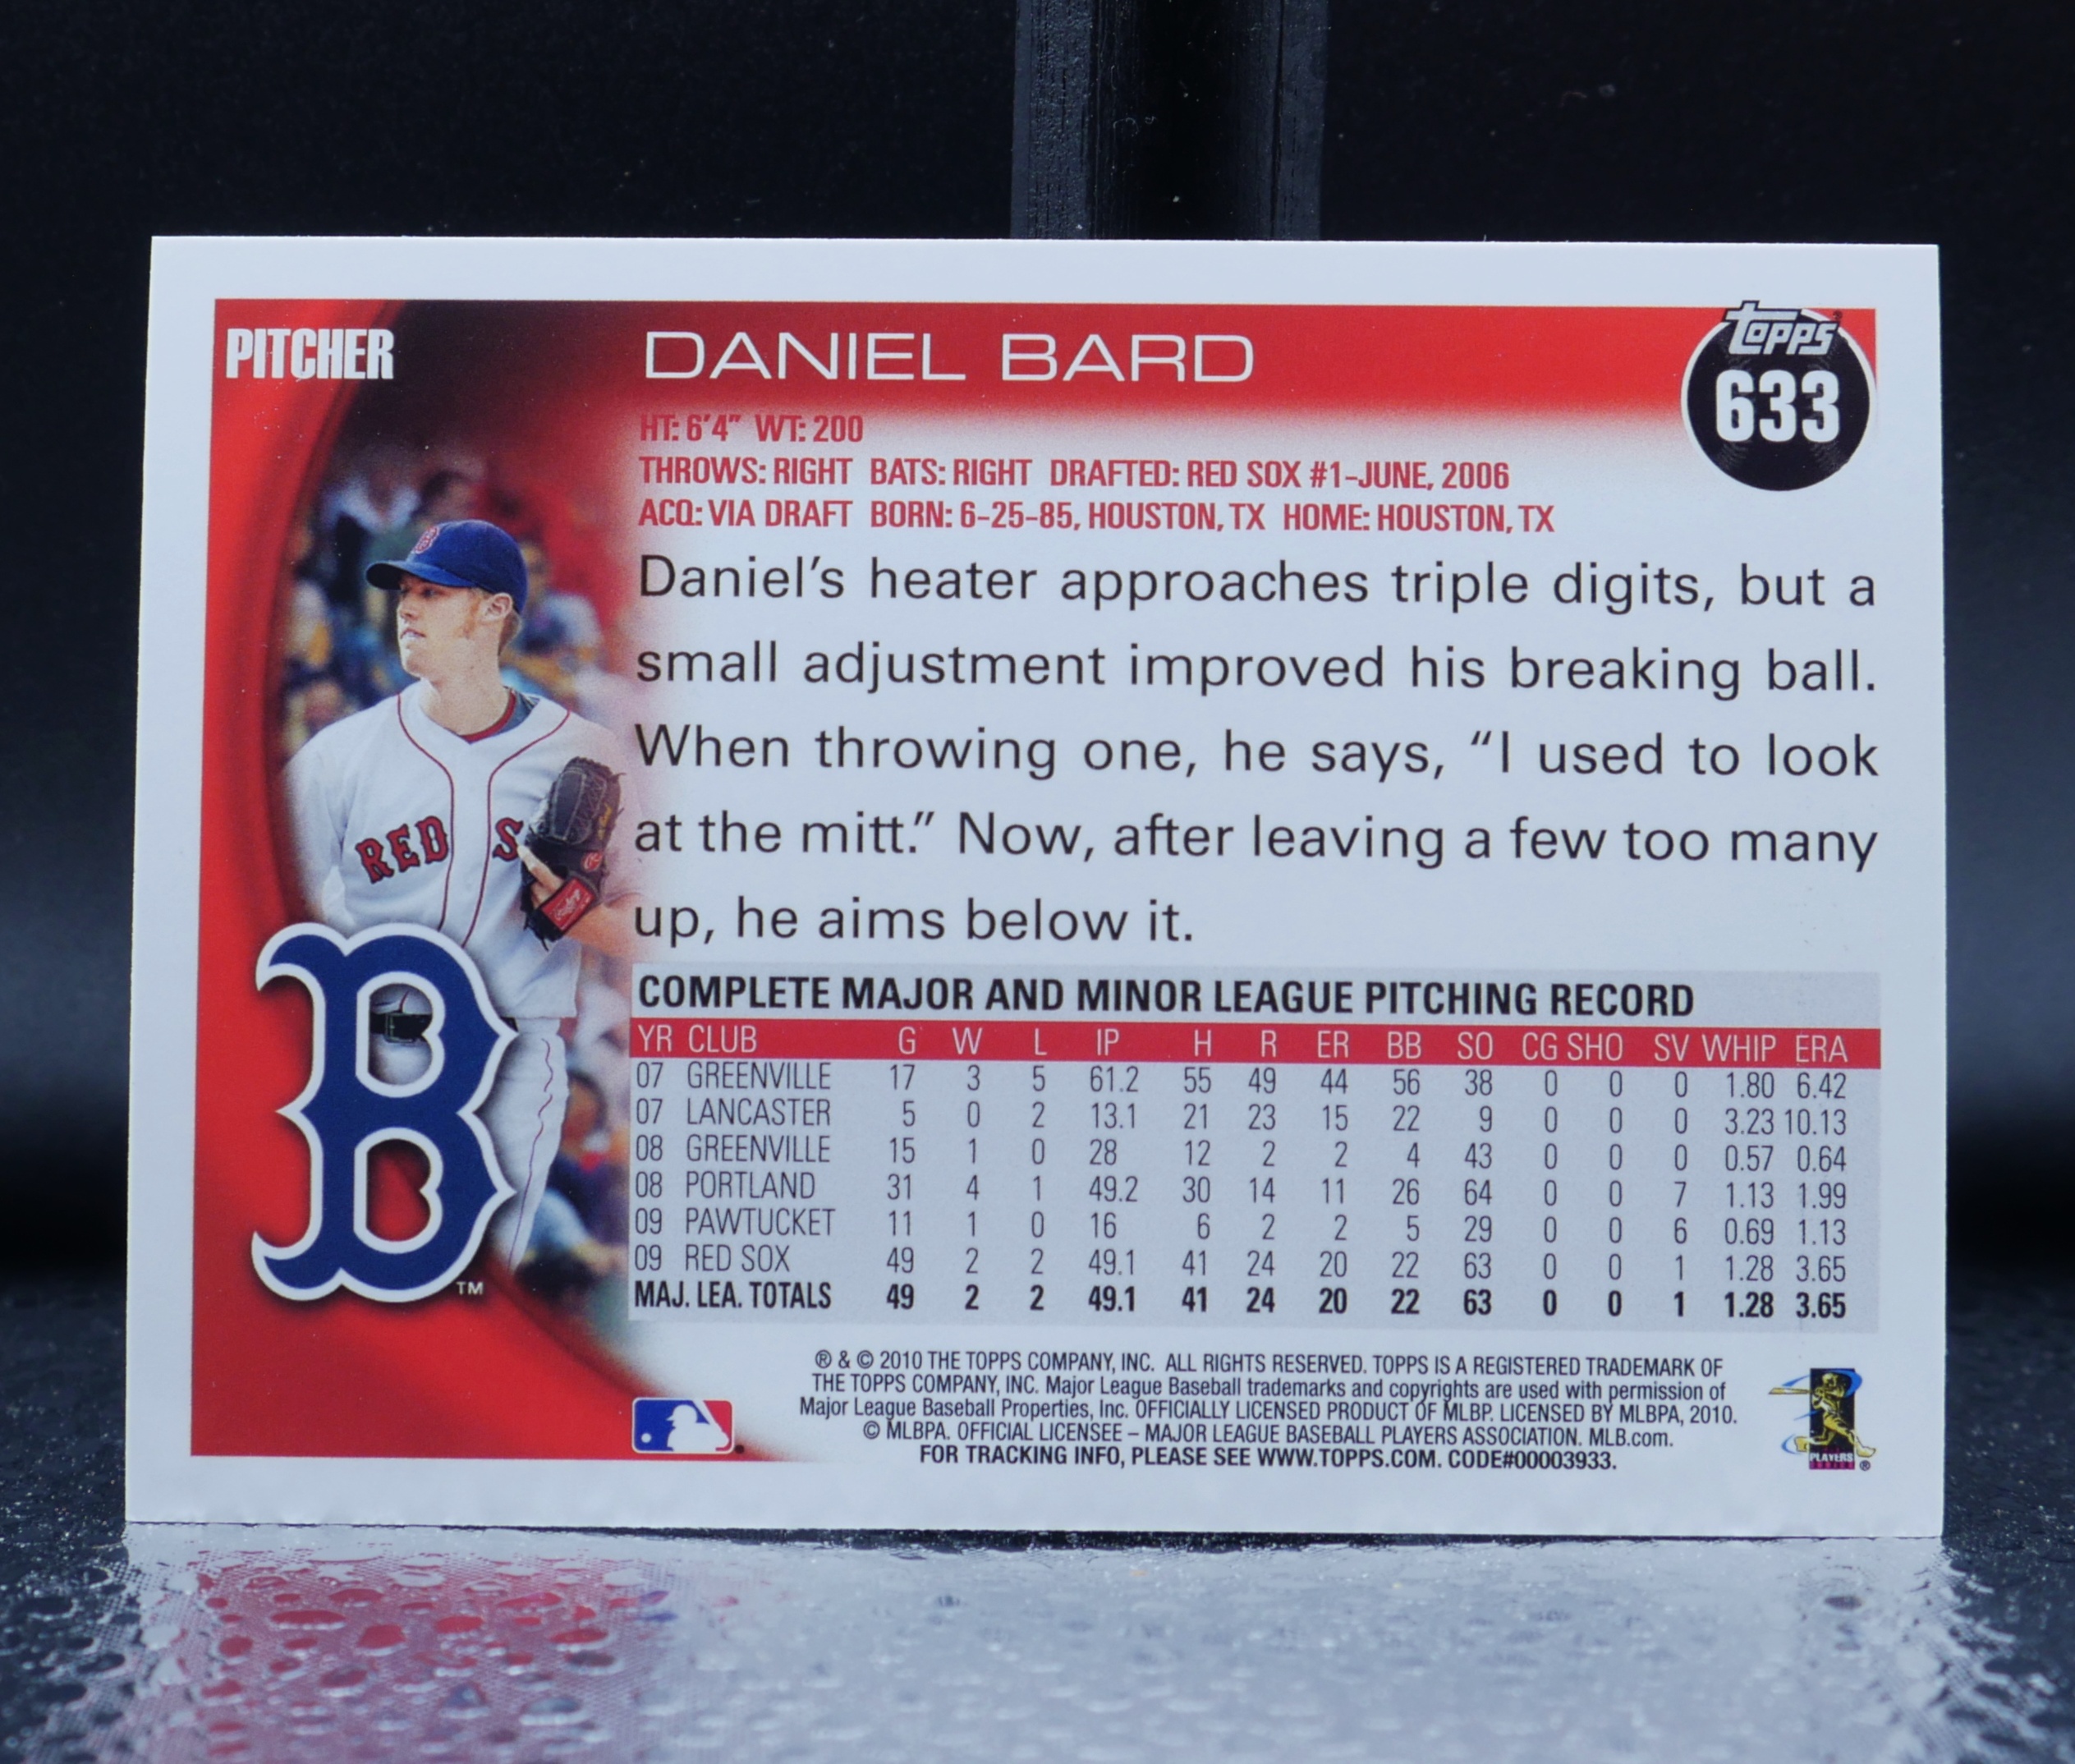 PITCHER
DANIEL BARD
TOPPS
633
HT: 6'4" WT: 200
THROWS: RIGHT BATS: RIGHT DRAFTED: RED SOX #1-JUNE, 2006
ACQ: VIA DRAFT BORN: 6-25-85, HOUSTON, TX HOME: HOUSTON, TX
Daniel's heater approaches triple digits, but a
small adjustment improved his breaking ball.
When throwing one, he says, "I used to look
at the mitt." Now, after leaving a few too many
up, he aims below it.
RED S
B
TM
COMPLETE MAJOR AND MINOR LEAGUE PITCHING RECORD
YR CLUB G W L IP H R ER BB SO CG SHO SV WHIP ERA
07 GREENVILLE 17 3 5 61.2 55 49 44 56 38 0 0 0 1.80 6.42
07 LANCASTER 5 0 2 13.1 21 23 15 22 9 0 0 0 3.23 10.13
08 GREENVILLE 15 1 0 28 12 2 2 4 43 0 0 0 0.57 0.64
08 PORTLAND 31 4 1 49.2 30 14 11 26 64 0 0 7 1.13 1.99
09 PAWTUCKET 11 1 0 16 6 2 2 5 29 0 0 6 0.69 1.13
09 RED SOX 49 2 2 49.1 41 24 20 22 63 0 0 1 1.28 3.65
MAJ. LEA. TOTALS 49 2 2 49.1 41 24 20 22 63 0 0 1 1.28 3.65
® & © 2010 THE TOPPS COMPANY, INC. ALL RIGHTS RESERVED. TOPPS IS A REGISTERED TRADEMARK OF
THE TOPPS COMPANY, INC. Major League Baseball trademarks and copyrights are used with permission of
Major League Baseball Properties, Inc. OFFICIALLY LICENSED PRODUCT OF MLBP. LICENSED BY MLBPA, 2010.
© MLBPA. OFFICIAL LICENSEE – MAJOR LEAGUE BASEBALL PLAYERS ASSOCIATION. MLB.com.
FOR TRACKING INFO, PLEASE SEE WWW.TOPPS.COM. CODE#00003933.
PLAYERS
®